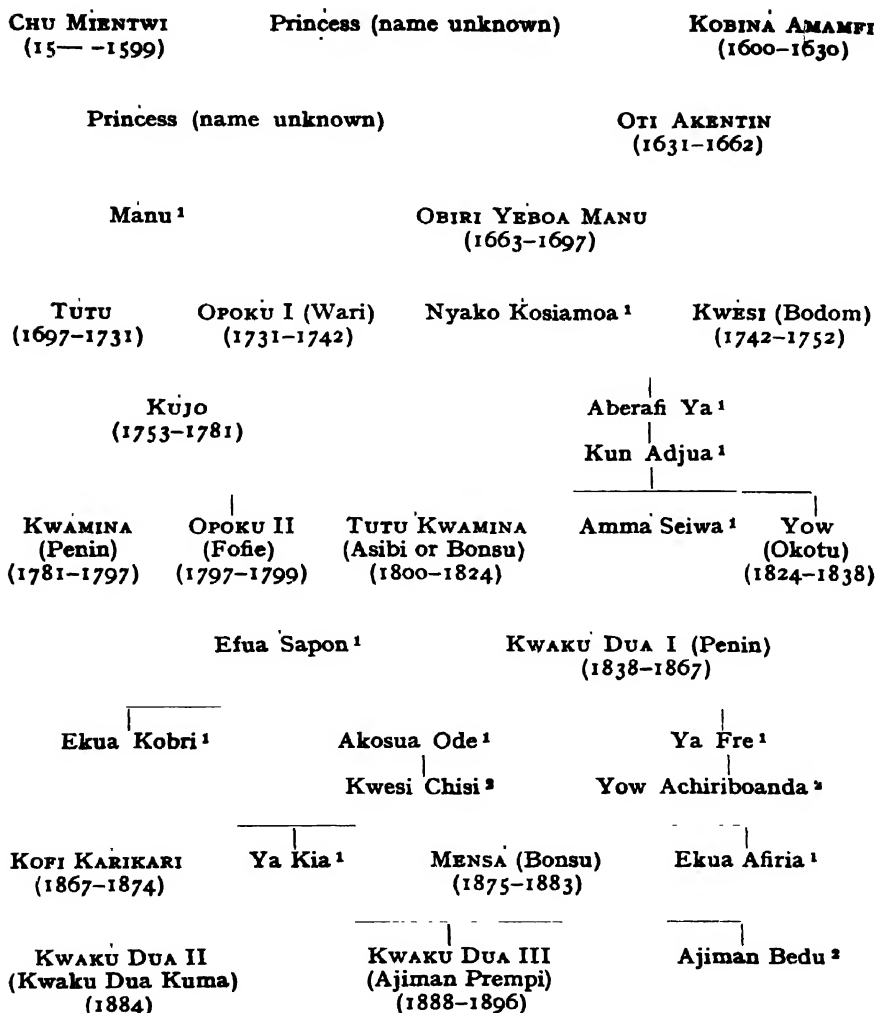 CHU MIENTWI Princess (name unknown) KOBINA AMAMFI
(15— -1599) (1600–1630)
Princess (name unknown) OTI AKENTIN
(1631–1662)
Manu ¹ OBIRI YEBOA MANU
(1663–1697)
TUTU OPOKU I (Wari) Nyako Kosiamoa ¹ KWESI (Bodom)
(1697–1731) (1731–1742) (1742–1752)
KUJO Aberafi Ya ¹
(1753–1781)
Kun Adjua ¹
KWAMINA OPOKU II TUTU KWAMINA Amma Seiwa ¹ YOW
(Penin) (Fofie) (Asibi or Bonsu) (Okotu)
(1781–1797) (1797–1799) (1800–1824) (1824–1838)
Efua Sapon ¹ KWAKU DUA I (Penin)
(1838–1867)
Ekua Kobri ¹ Akosua Ode ¹ Ya Fre ¹
Kwesi Chisi ² Yow Achiriboanda ²
KOFI KARIKARI Ya Kia ¹ MENSA (Bonsu) Ekua Afiria ¹
(1867–1874) (1875–1883)
KWAKU DUA II KWAKU DUA III Ajiman Bedu ²
(Kwaku Dua Kuma) (Ajiman Prempi)
(1884) (1888–1896)